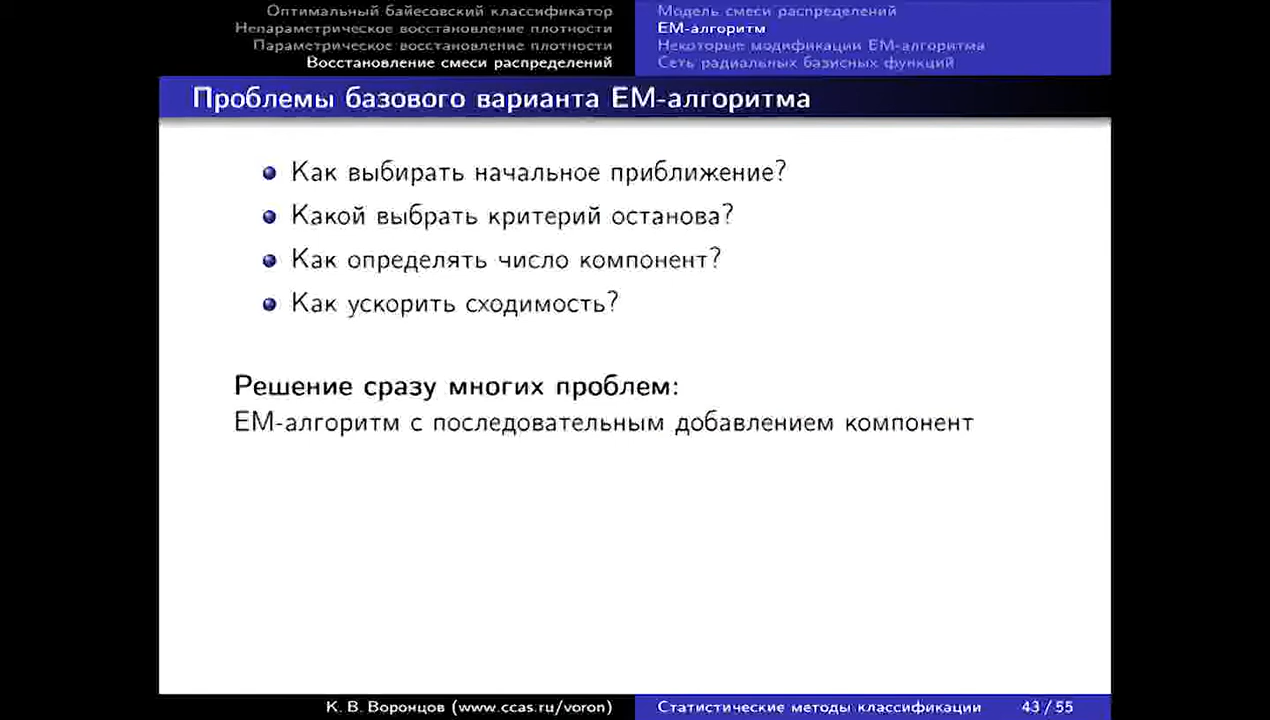 Оптимальный байесовский классификатор
Непараметрическое восстановление плотности
Параметрическое восстановление плотности
Восстановление смеси распределений
Модель смеси распределений
EM-алгоритм
Некоторые модификации EM-алгоритма
Сеть радиальных базисных функций
Проблемы базового варианта EM-алгоритма
Как выбирать начальное приближение?
Какой выбрать критерий останова?
Как определять число компонент?
Как ускорить сходимость?
Решение сразу многих проблем:
EM-алгоритм с последовательным добавлением компонент
К. В. Воронцов (www.ccas.ru/voron)
Статистические методы классификации
43 / 55